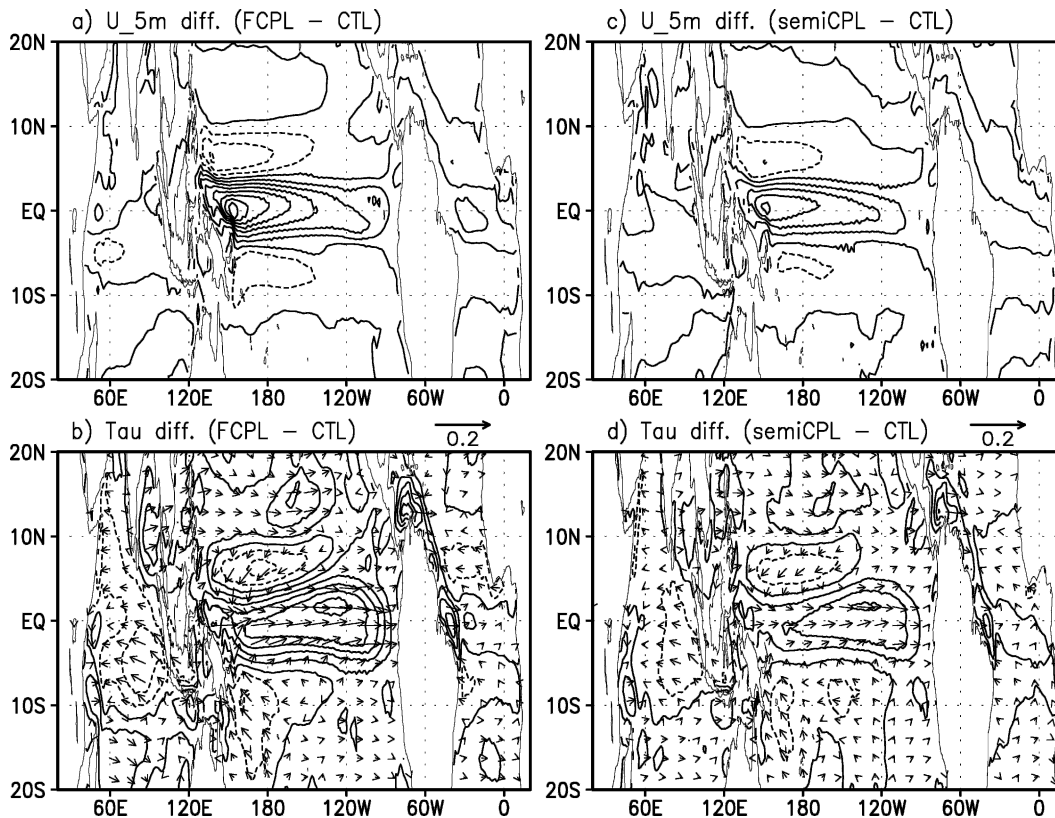 a) U_5m diff. (FCPL − CTL)
20N
10N
EQ
10S
20S
60E 120E 180 120W 60W 0
c) U_5m diff. (semiCPL − CTL)
20N
10N
EQ
10S
20S
60E 120E 180 120W 60W 0
b) Tau diff. (FCPL − CTL)
0.2
20N
10N
EQ
10S
20S
60E 120E 180 120W 60W 0
d) Tau diff. (semiCPL − CTL)
0.2
20N
10N
EQ
10S
20S
60E 120E 180 120W 60W 0